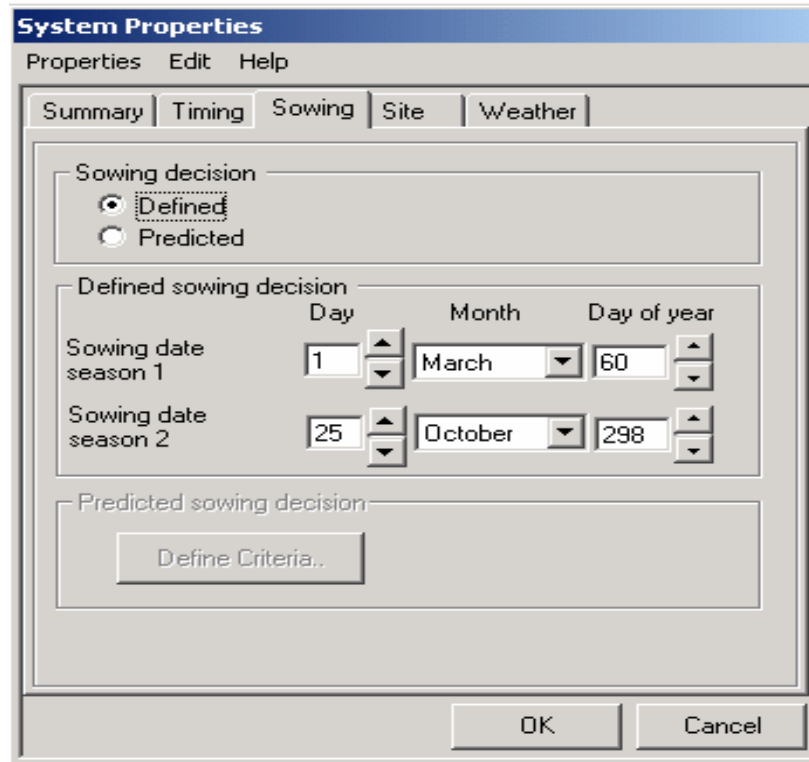 System Properties
Properties Edit Help
Summary Timing Sowing Site Weather
Sowing decision
Defined
Predicted
Defined sowing decision
Day Month Day of year
Sowing date
season 1
1 March 60
Sowing date
season 2
25 October 298
Predicted sowing decision
Define Criteria..
OK Cancel